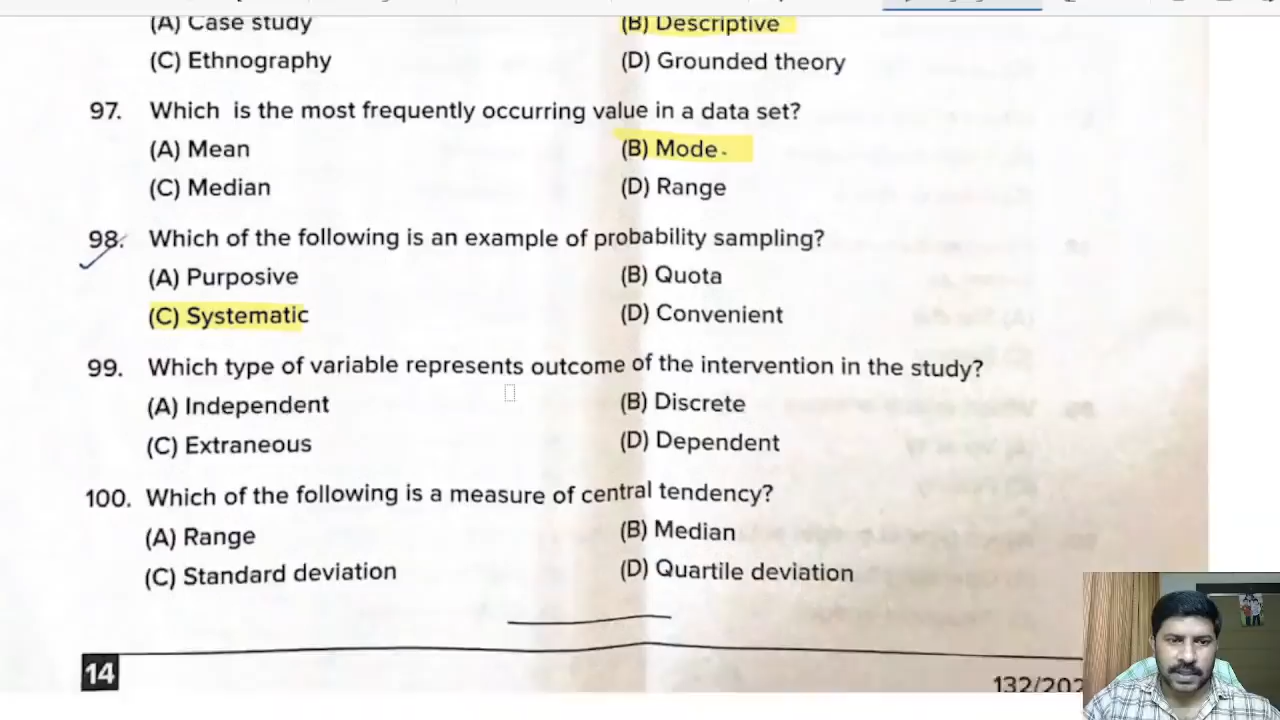 (A) Case study (B) Descriptive
(C) Ethnography (D) Grounded theory
97. Which is the most frequently occurring value in a data set?
(A) Mean (B) Mode
(C) Median (D) Range
98. Which of the following is an example of probability sampling?
(A) Purposive (B) Quota
(C) Systematic (D) Convenient
99. Which type of variable represents outcome of the intervention in the study?
(A) Independent (B) Discrete
(C) Extraneous (D) Dependent
100. Which of the following is a measure of central tendency?
(A) Range (B) Median
(C) Standard deviation (D) Quartile deviation
14 132/202